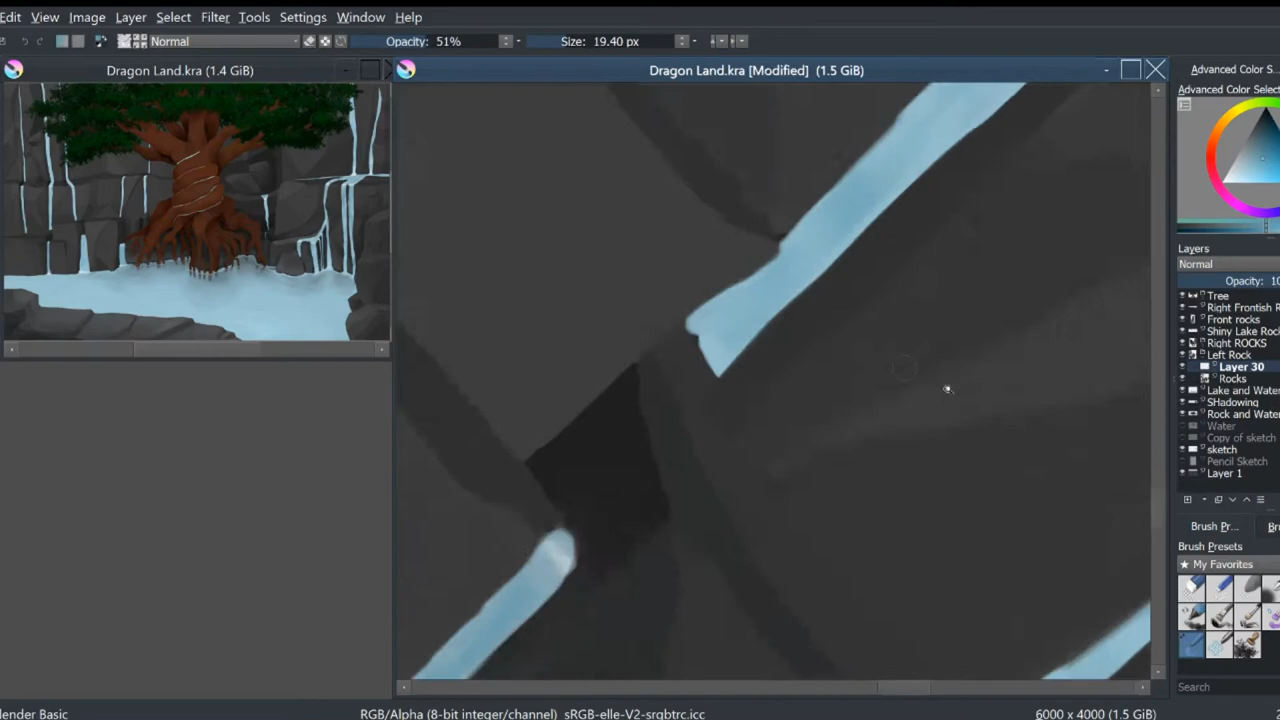 Edit View Image Layer Select Filter Tools Settings Window Help
Normal Opacity: 51% Size: 19.40 px
Dragon Land.kra (1.4 GiB)
Dragon Land.kra [Modified] (1.5 GiB)
Advanced Color S...
Advanced Color Select
Layers
Normal
Opacity: 10
Tree
Right Frontish R
Front rocks
Shiny Lake Rock
Right ROCKS
Left Rock
Layer 30
Rocks
Lake and Water
SHadowing
Rock and Water
Water
Copy of sketch
sketch
Pencil Sketch
Layer 1
Brush Pr... Br
Brush Presets
★ My Favorites
Search
lender Basic RGB/Alpha (8-bit integer/channel) sRGB-elle-V2-srgbtrc.icc 6000 x 4000 (1.5 GiB)